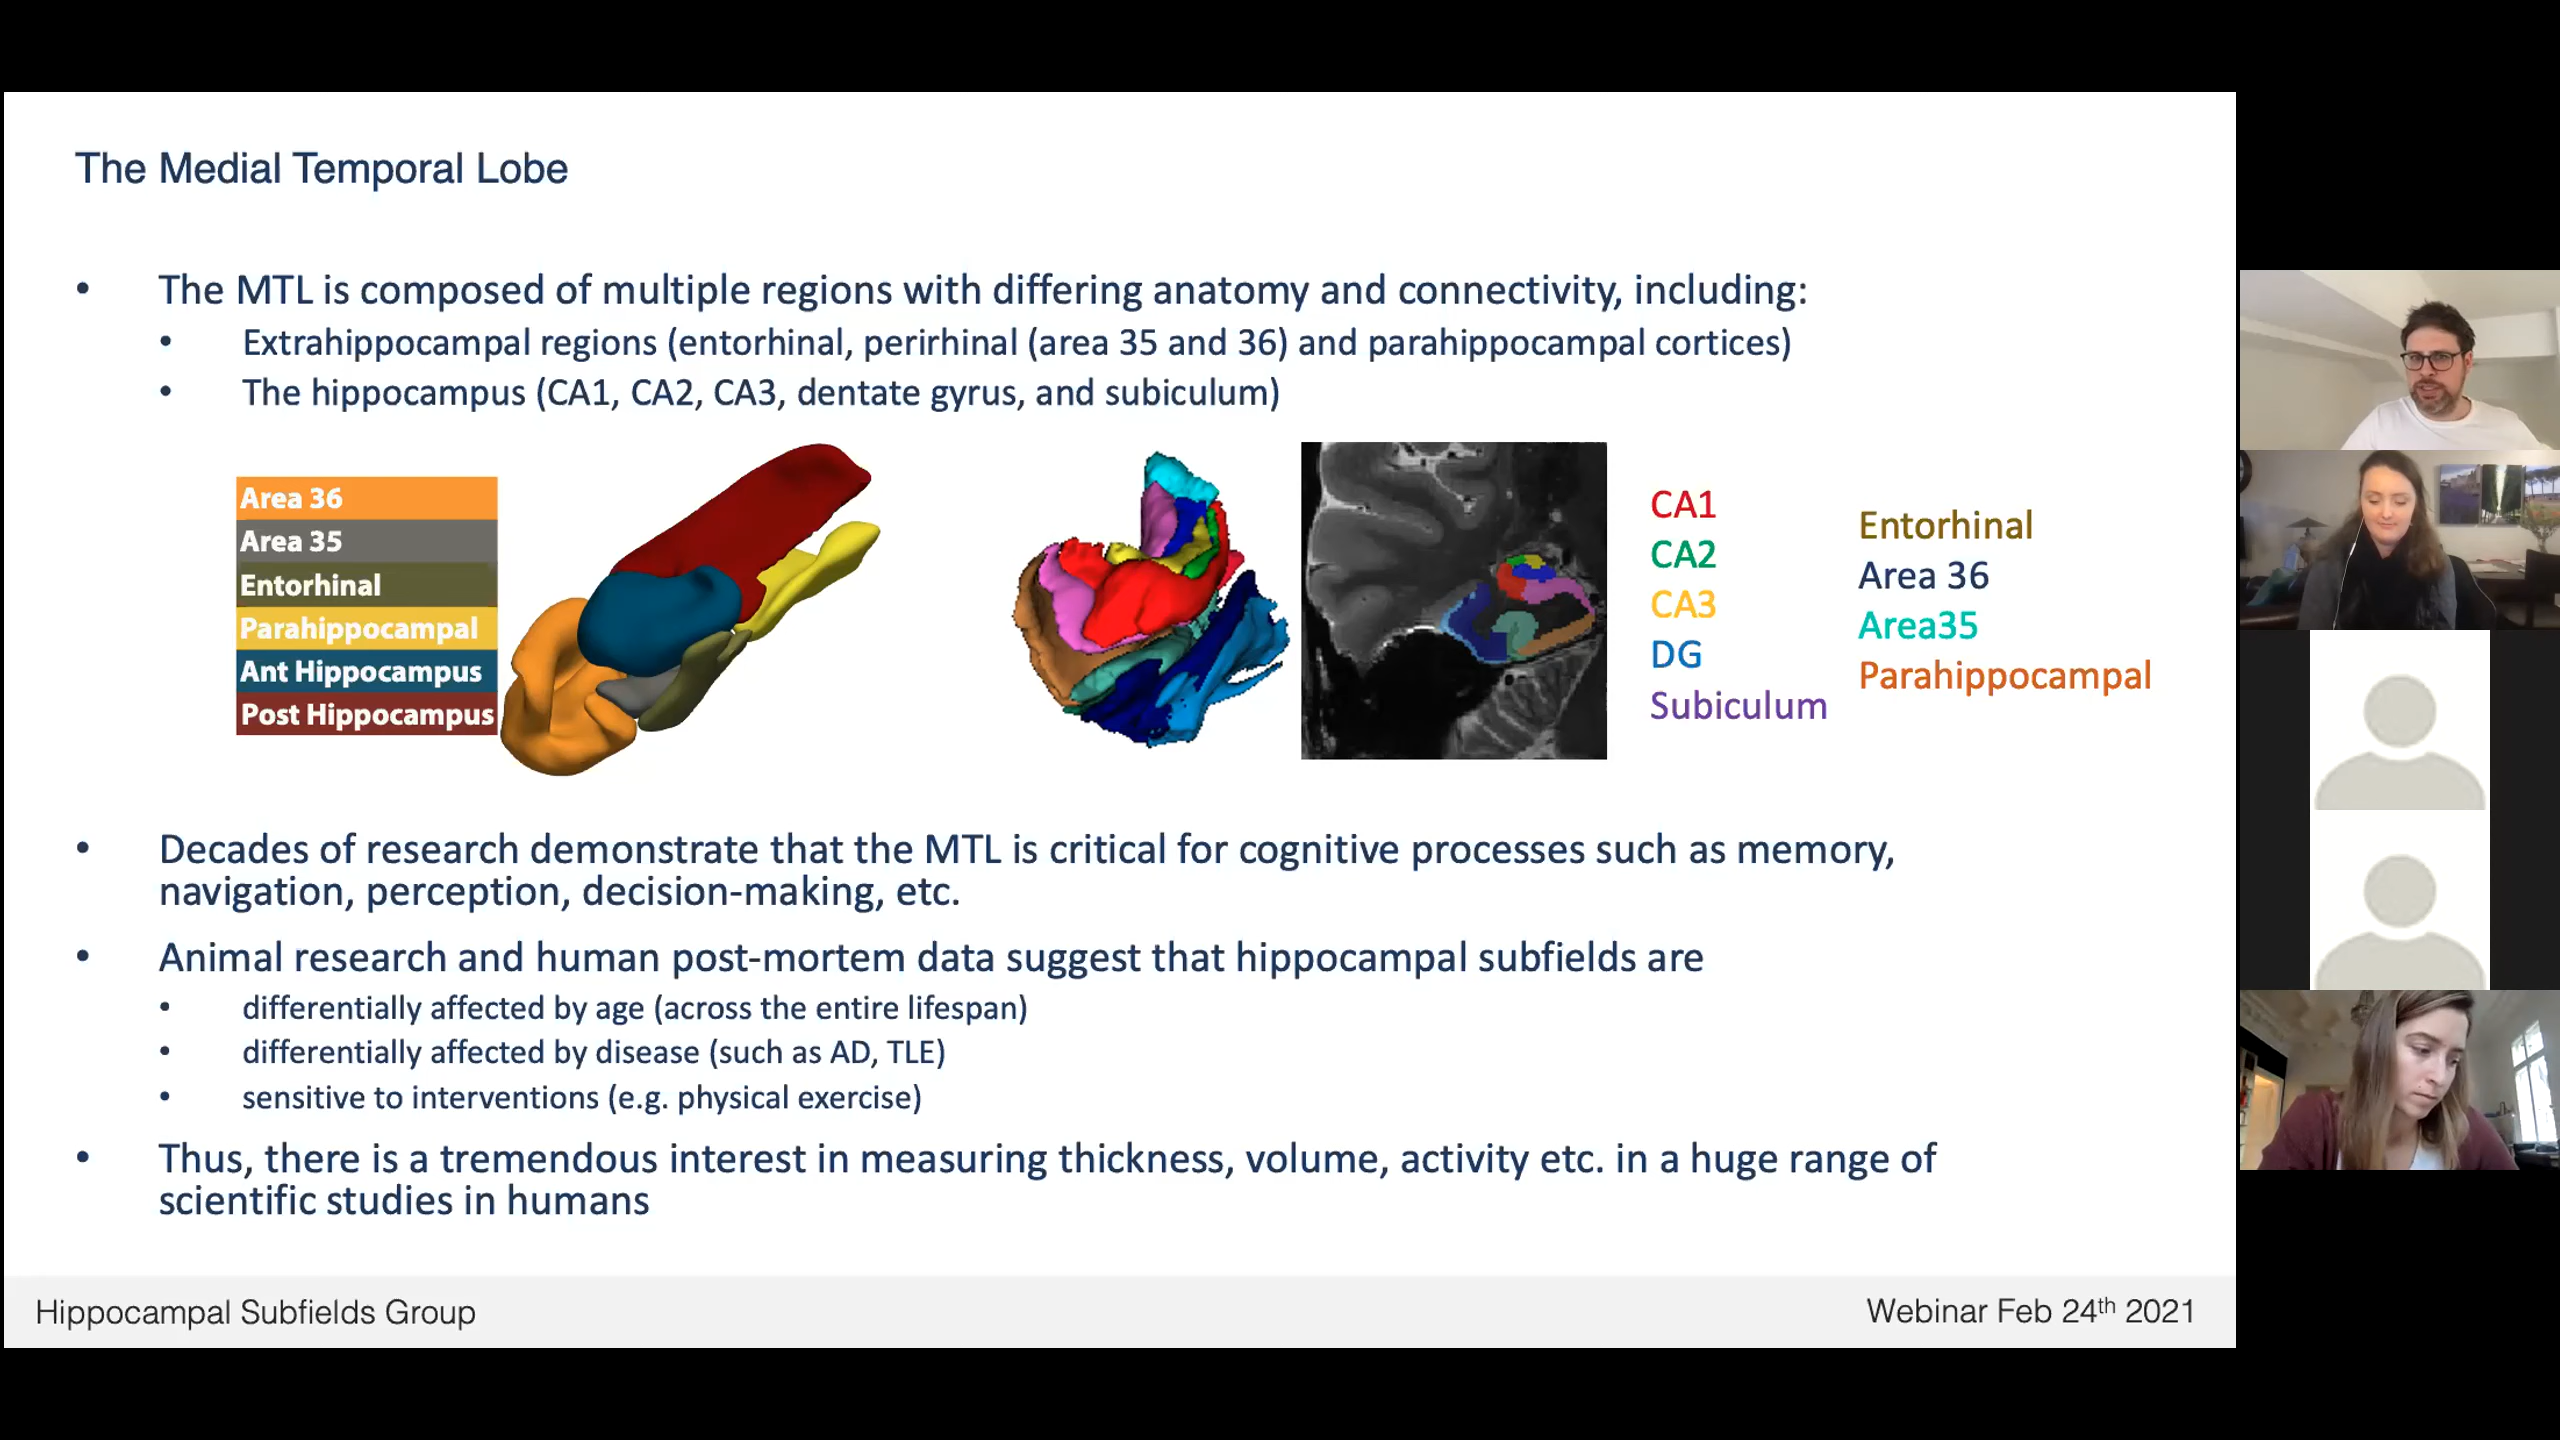 The Medial Temporal Lobe
• The MTL is composed of multiple regions with differing anatomy and connectivity, including:
• Extrahippocampal regions (entorhinal, perirhinal (area 35 and 36) and parahippocampal cortices)
• The hippocampus (CA1, CA2, CA3, dentate gyrus, and subiculum)
Area 36
Area 35
Entorhinal
Parahippocampal
Ant Hippocampus
Post Hippocampus
CA1
CA2
CA3
DG
Subiculum
Entorhinal
Area 36
Area35
Parahippocampal
• Decades of research demonstrate that the MTL is critical for cognitive processes such as memory,
navigation, perception, decision-making, etc.
• Animal research and human post-mortem data suggest that hippocampal subfields are
• differentially affected by age (across the entire lifespan)
• differentially affected by disease (such as AD, TLE)
• sensitive to interventions (e.g. physical exercise)
• Thus, there is a tremendous interest in measuring thickness, volume, activity etc. in a huge range of
scientific studies in humans
Hippocampal Subfields Group
Webinar Feb 24th 2021